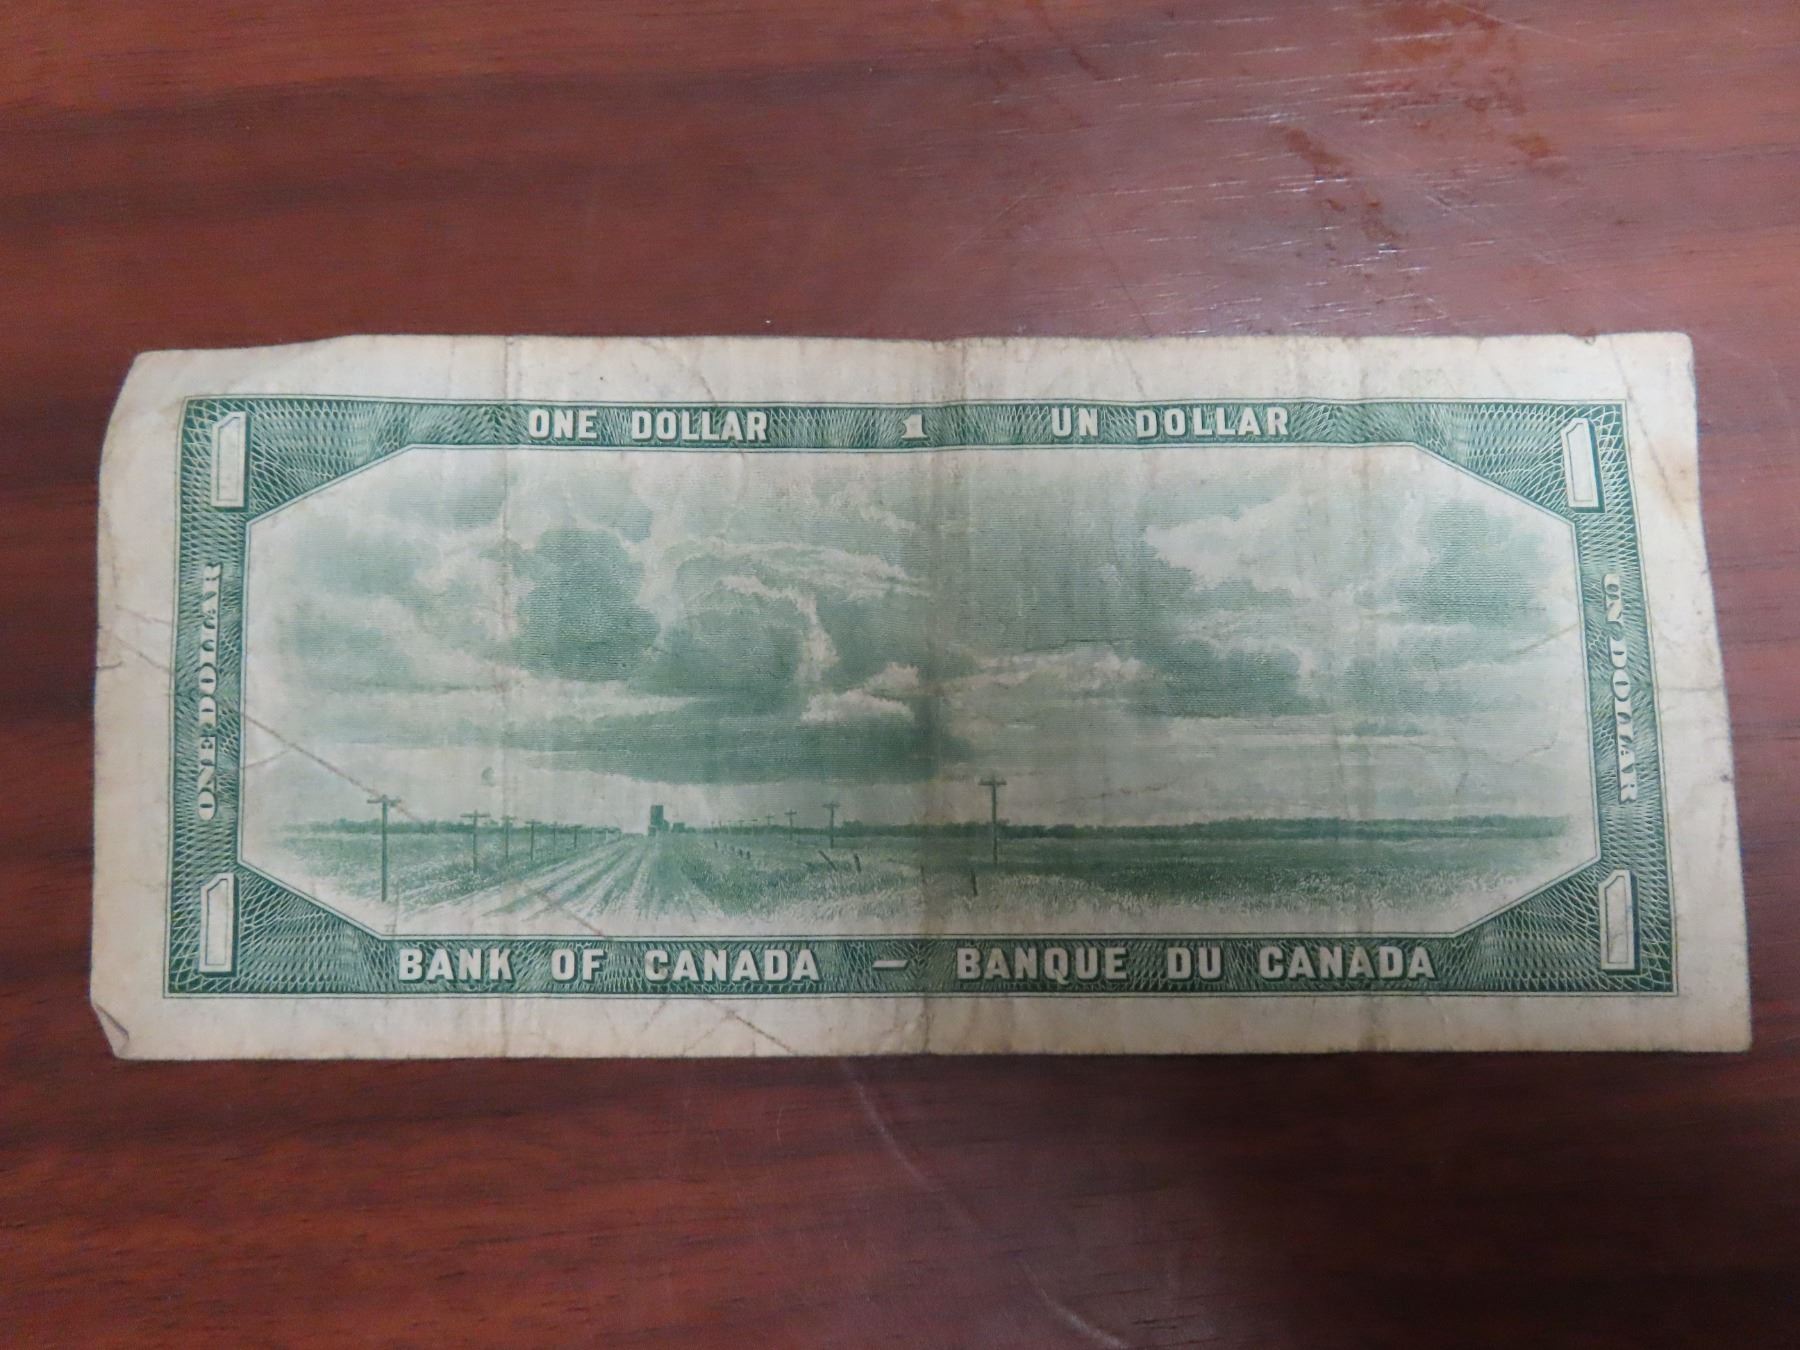 ONE DOLLAR 1 UN DOLLAR
1 1
ONE DOLLAR
UN DOLLAR
1 1
BANK OF CANADA – BANQUE DU CANADA